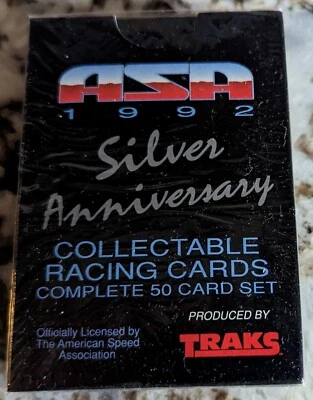 ASA
1992
Silver
Anniversary
COLLECTABLE
RACING CARDS
COMPLETE 50 CARD SET
PRODUCED BY
Officially Licensed by
The American Speed
Association
TRAKS